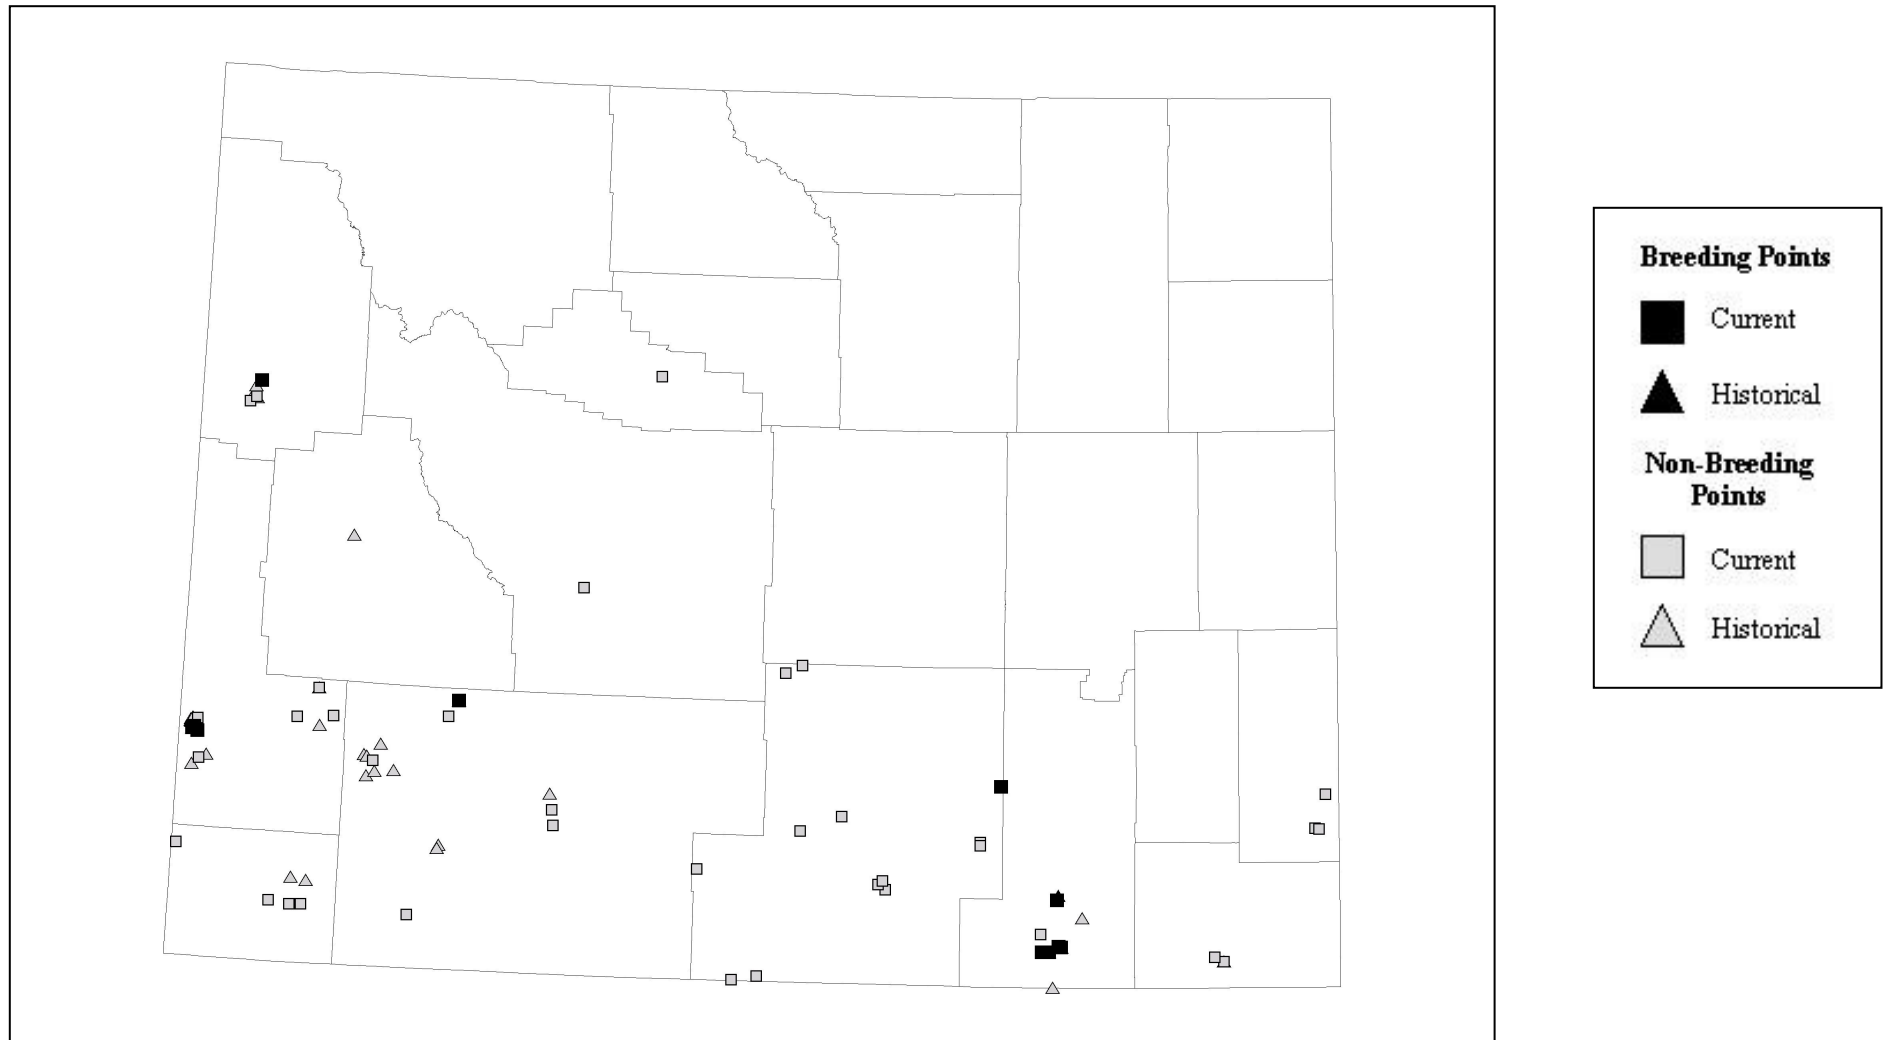 Breeding Points
Current
Historical
Non-Breeding
Points
Current
Historical